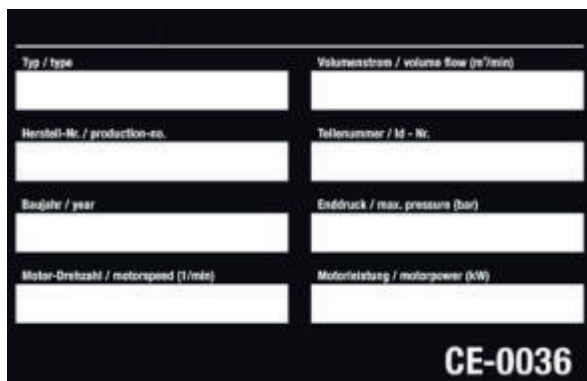 Typ / type
Volumenstrom / volume flow (m³/min)
Herstell-Nr. / production-no.
Teilenummer / Id - Nr.
Baujahr / year
Enddruck / max. pressure (bar)
Motor-Drehzahl / motorspeed (1/min)
Motorleistung / motorpower (kW)
CE-0036